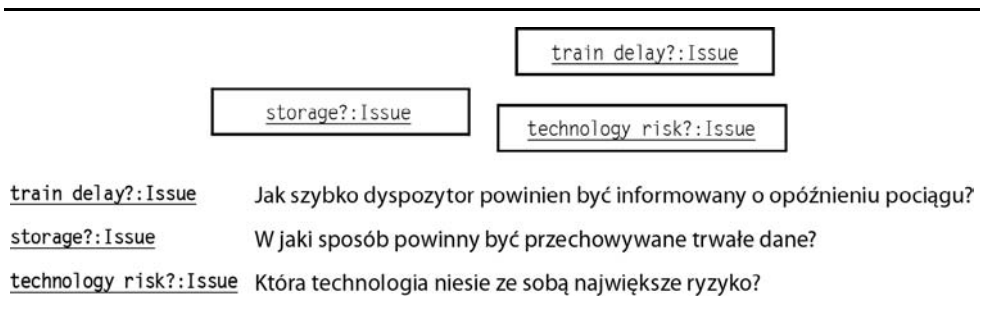 train delay?:Issue
storage?:Issue
technology risk?:Issue
train delay?:Issue Jak szybko dyspozytor powinien być informowany o opóźnieniu pociągu?
storage?:Issue W jaki sposób powinny być przechowywane trwałe dane?
technology risk?:Issue Która technologia niesie ze sobą największe ryzyko?